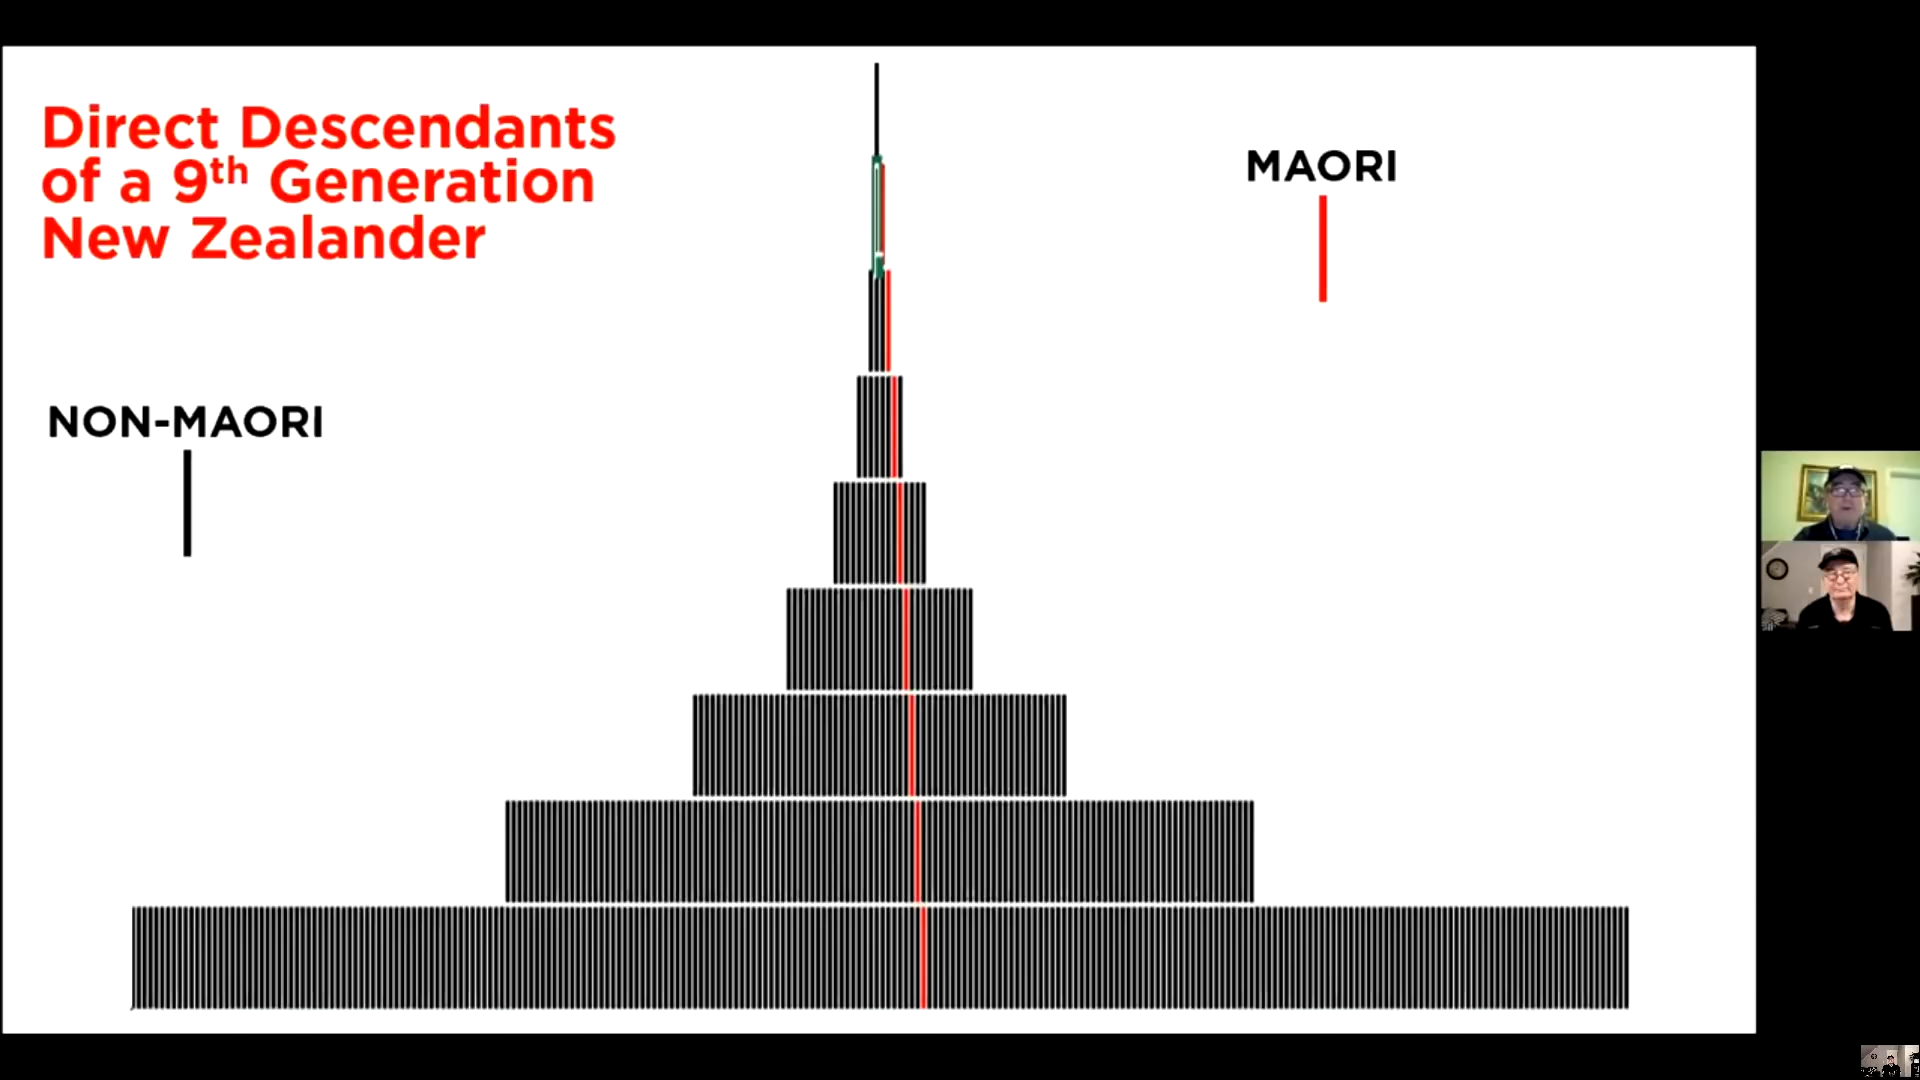 Direct Descendants
of a 9th Generation
New Zealander
MAORI
NON-MAORI